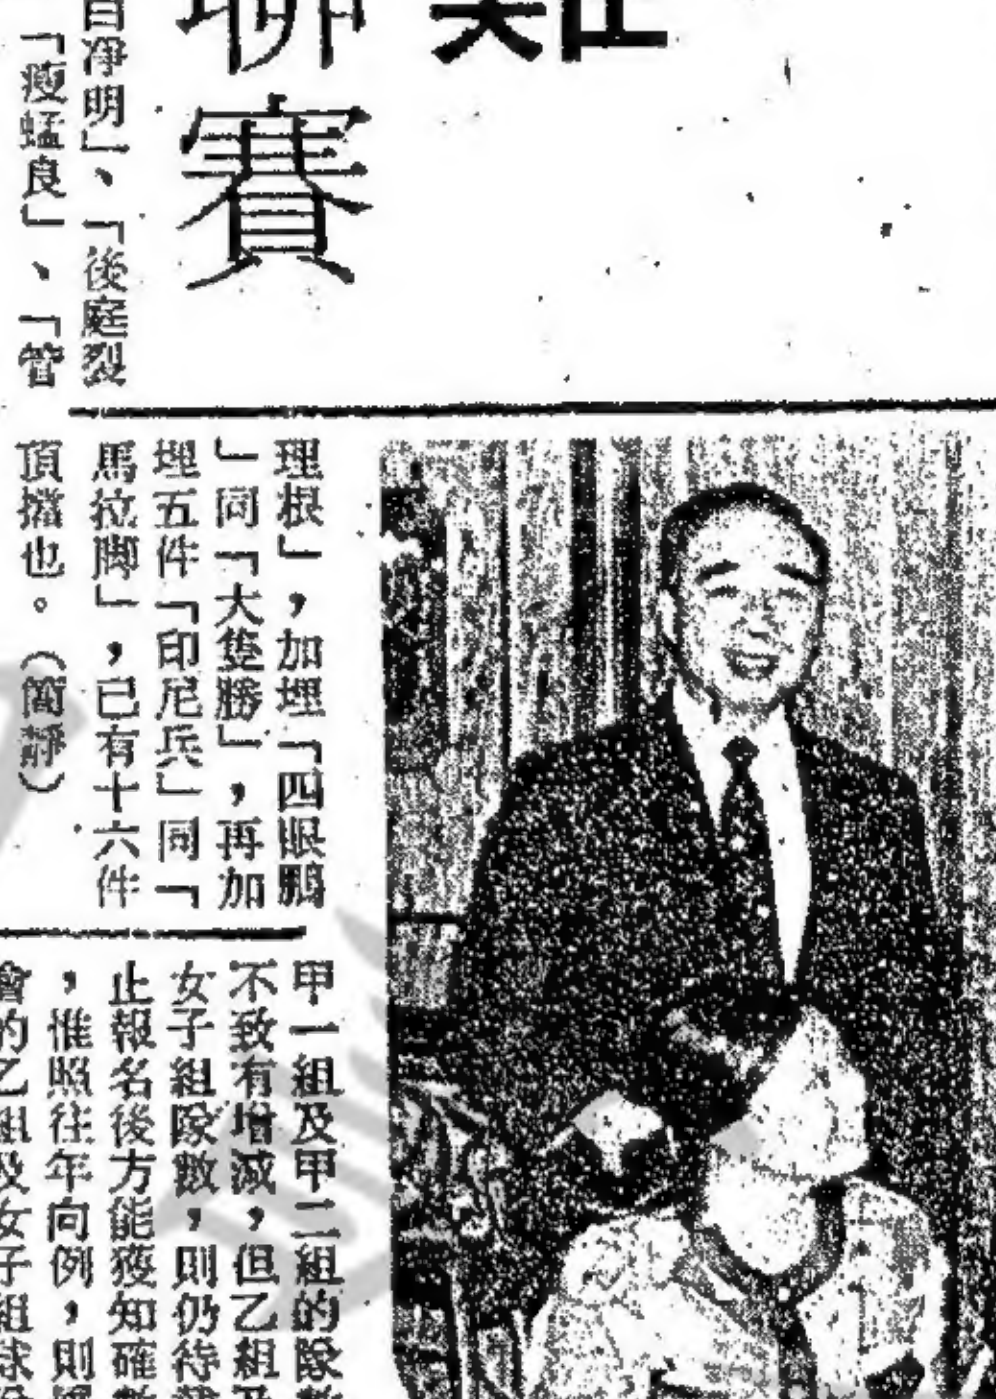 賽
自淨明」、「後庭裂
「瘦蜢良」、「管
理根」，加埋「四眼鵬
」同「大隻勝」，再加
埋五件「印尼兵」同「
馬拉脚」，已有十六件
頂擋也。（簡靜）
甲一組及甲二組的隊數
不致有增減，但乙組及
女子組隊數，則仍待
止報名後方能獲知確數
，惟照往年向例，則
會的乙組及女子組球